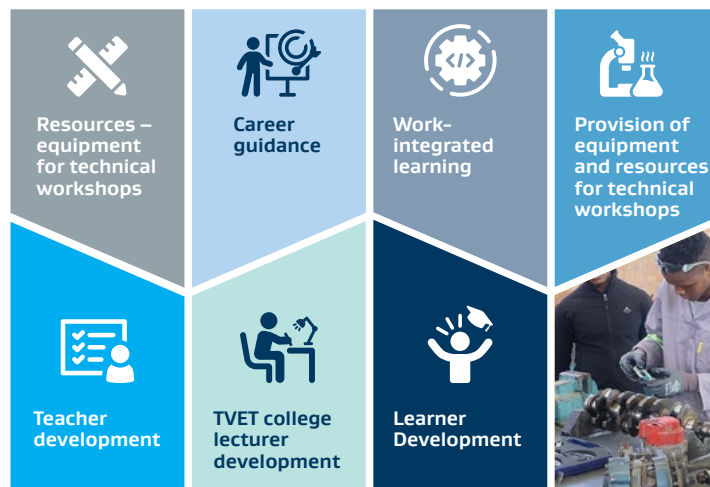 Resources –
equipment
for technical
workshops
Career
guidance
Work-
integrated
learning
Provision of
equipment
and resources
for technical
workshops
Teacher
development
TVET college
lecturer
development
Learner
Development